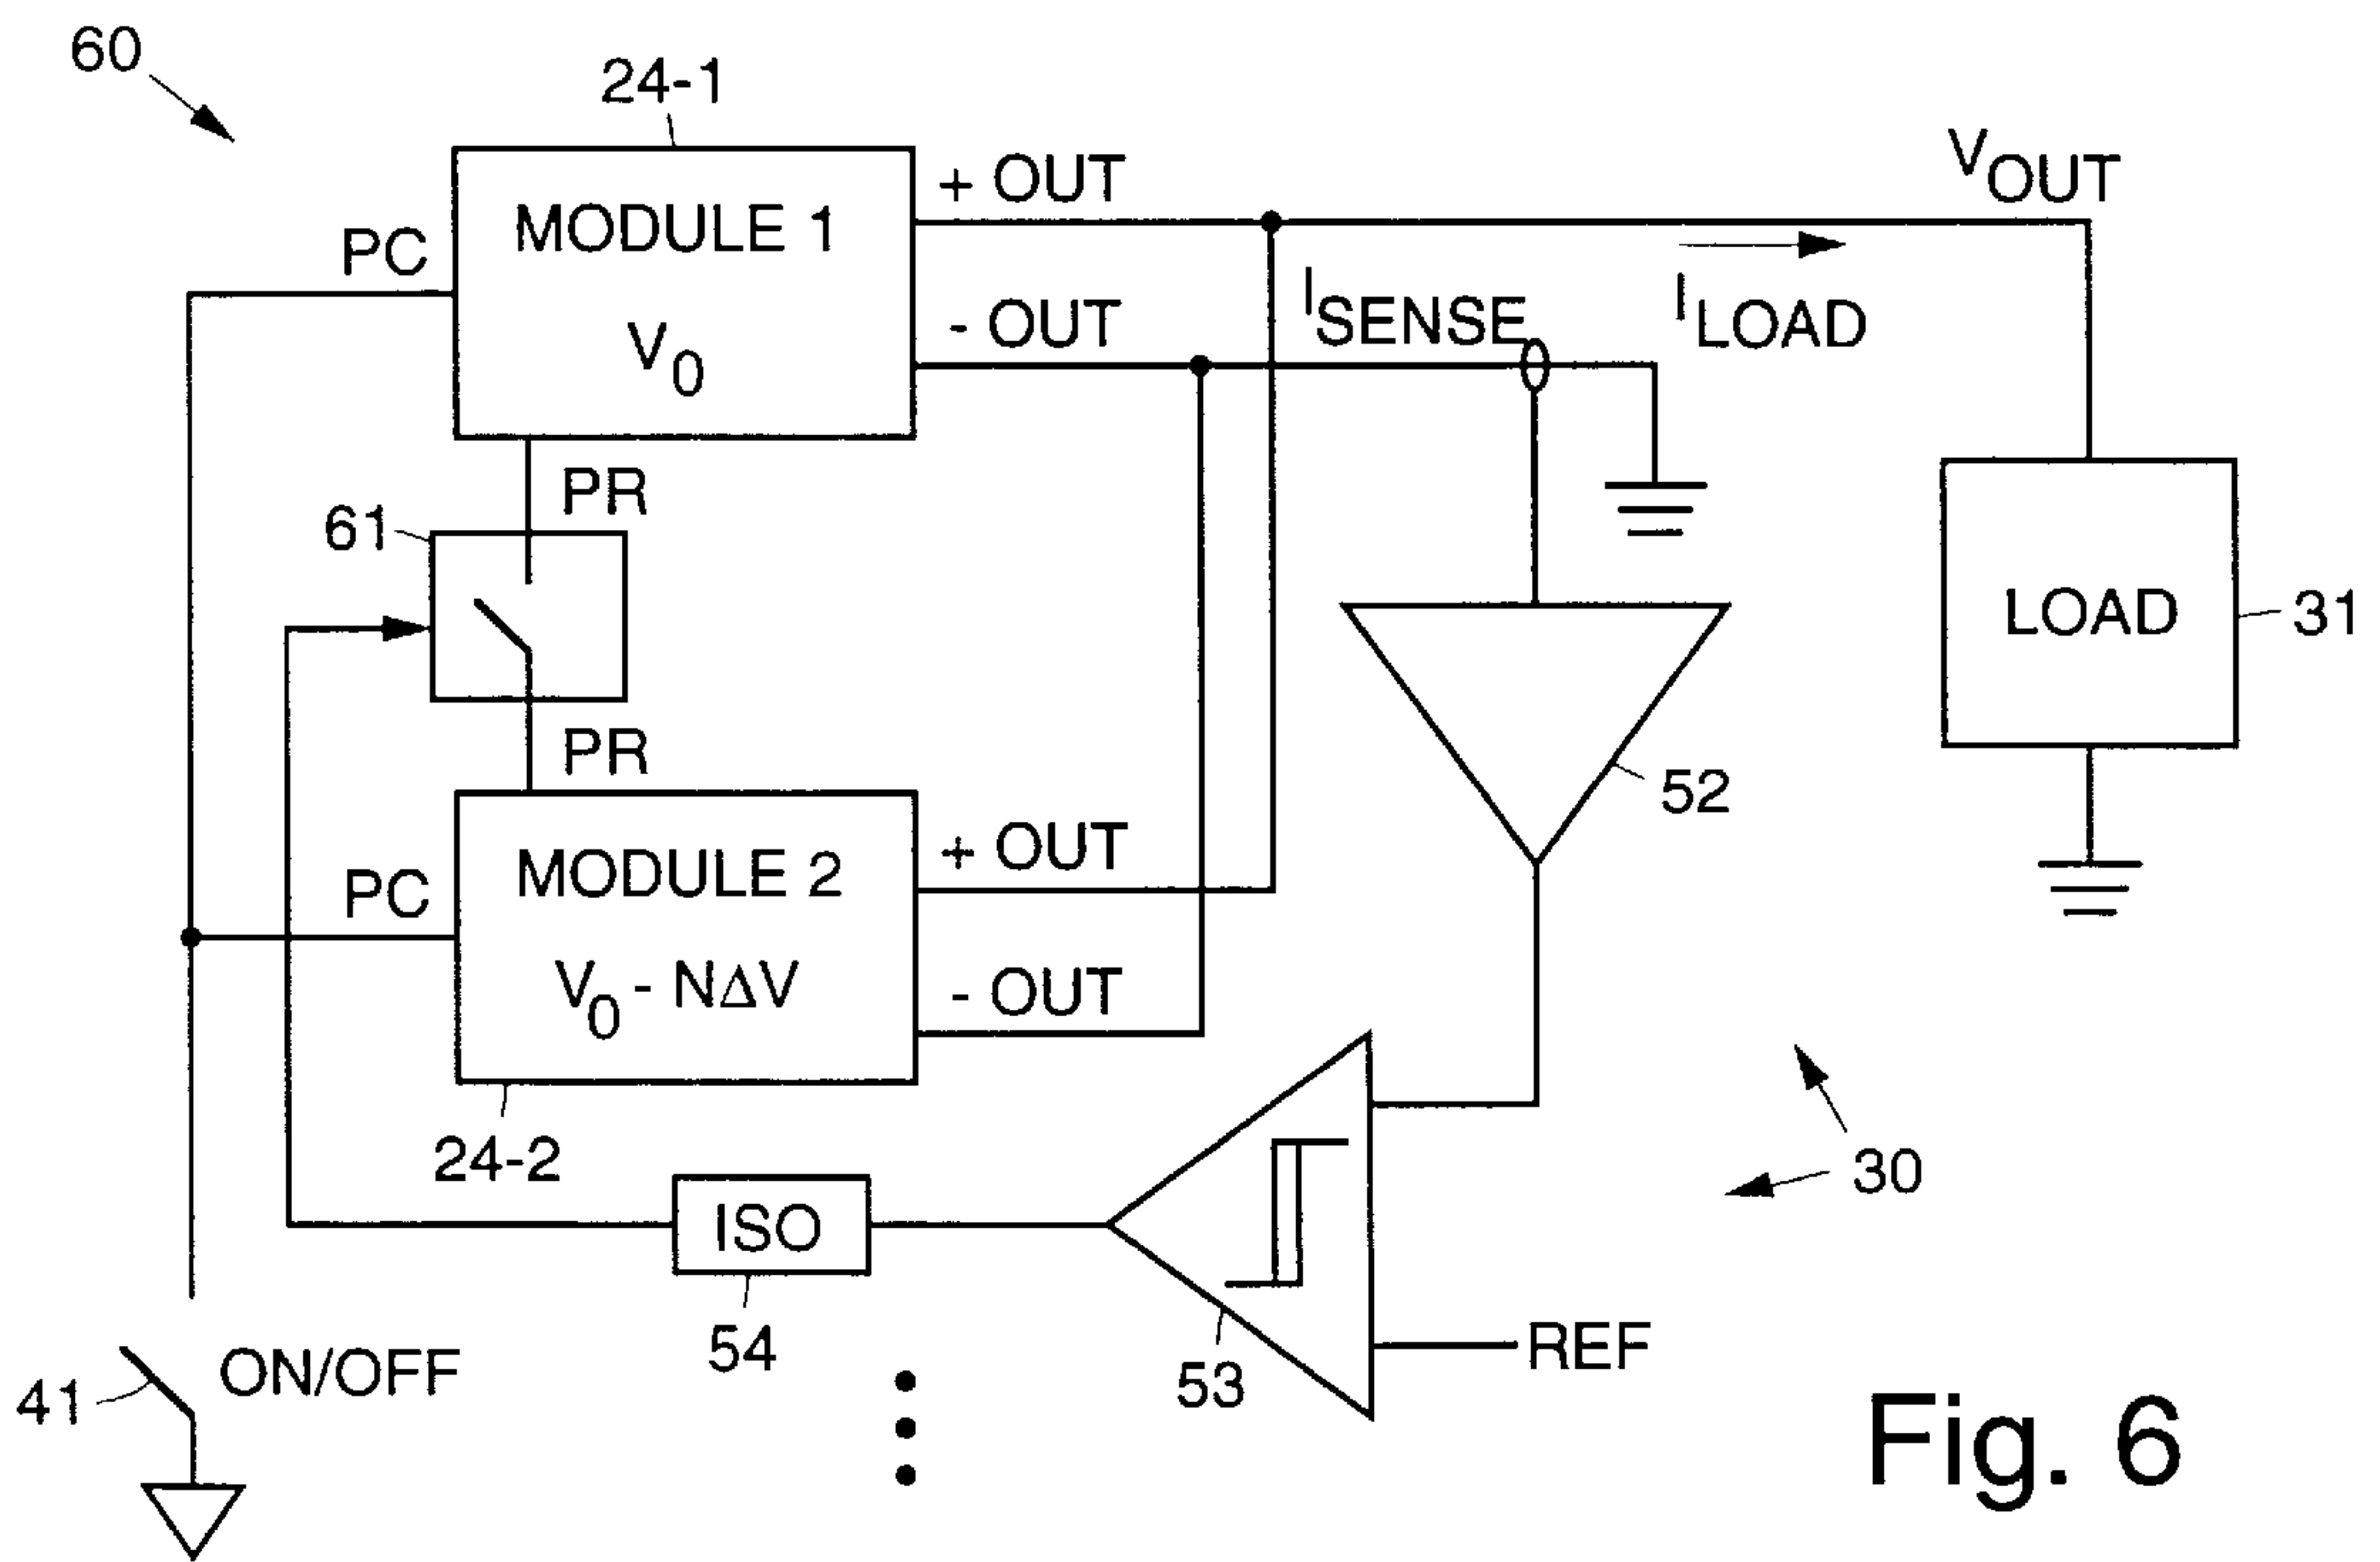 60
24-1
MODULE 1
V0
PC
+ OUT
- OUT
ISENSE
VOUT
ILOAD
PR
61
PR
LOAD
31
52
MODULE 2
V0 - NΔV
PC
+ OUT
- OUT
24-2
30
ISO
54
53
REF
41
ON/OFF
Fig. 6